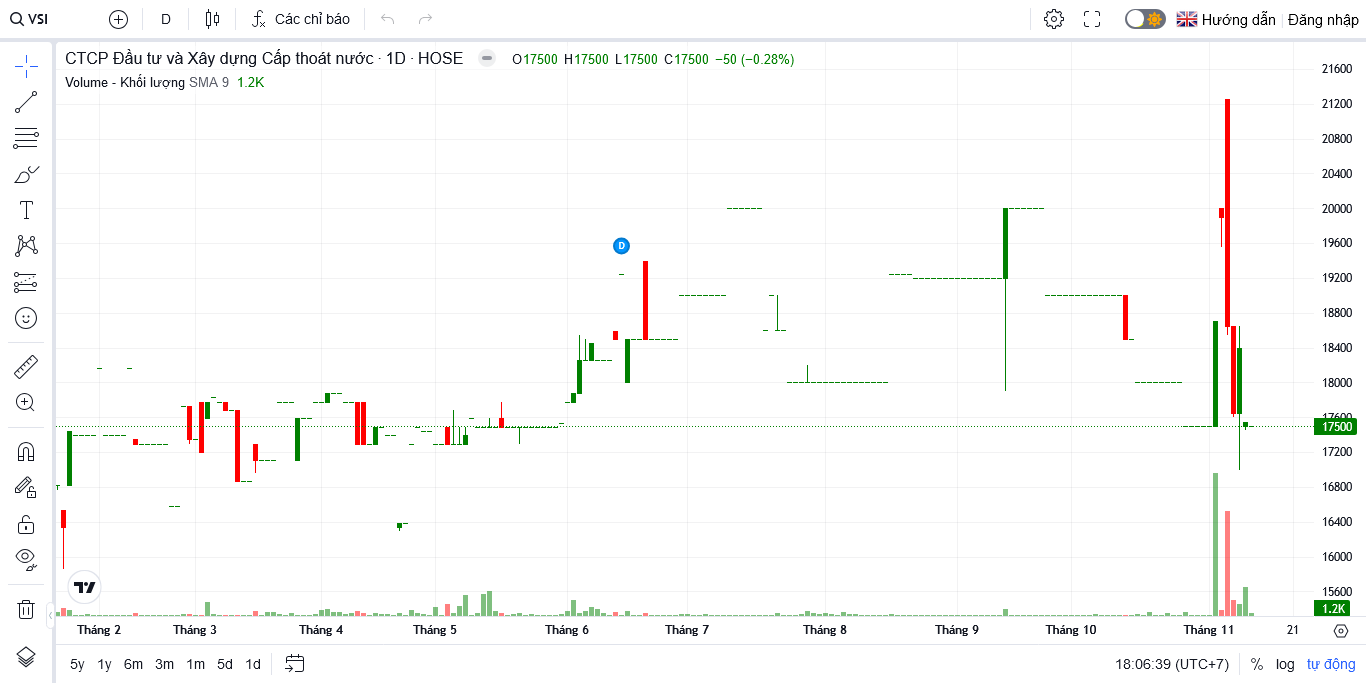 VSI D Các chỉ báo Hướng dẫn Đăng nhập
CTCP Đầu tư và Xây dựng Cấp thoát nước · 1D · HOSE O17500 H17500 L17500 C17500 −50 (−0.28%)
Volume - Khối lượng SMA 9 1.2K
21600
21200
20800
20400
20000
19600
19200
18800
18400
18000
17600
17500
17200
16800
16400
16000
15600
1.2K
D
Tháng 2 Tháng 3 Tháng 4 Tháng 5 Tháng 6 Tháng 7 Tháng 8 Tháng 9 Tháng 10 Tháng 11 21
5y 1y 6m 3m 1m 5d 1d 18:06:39 (UTC+7) % log tự động